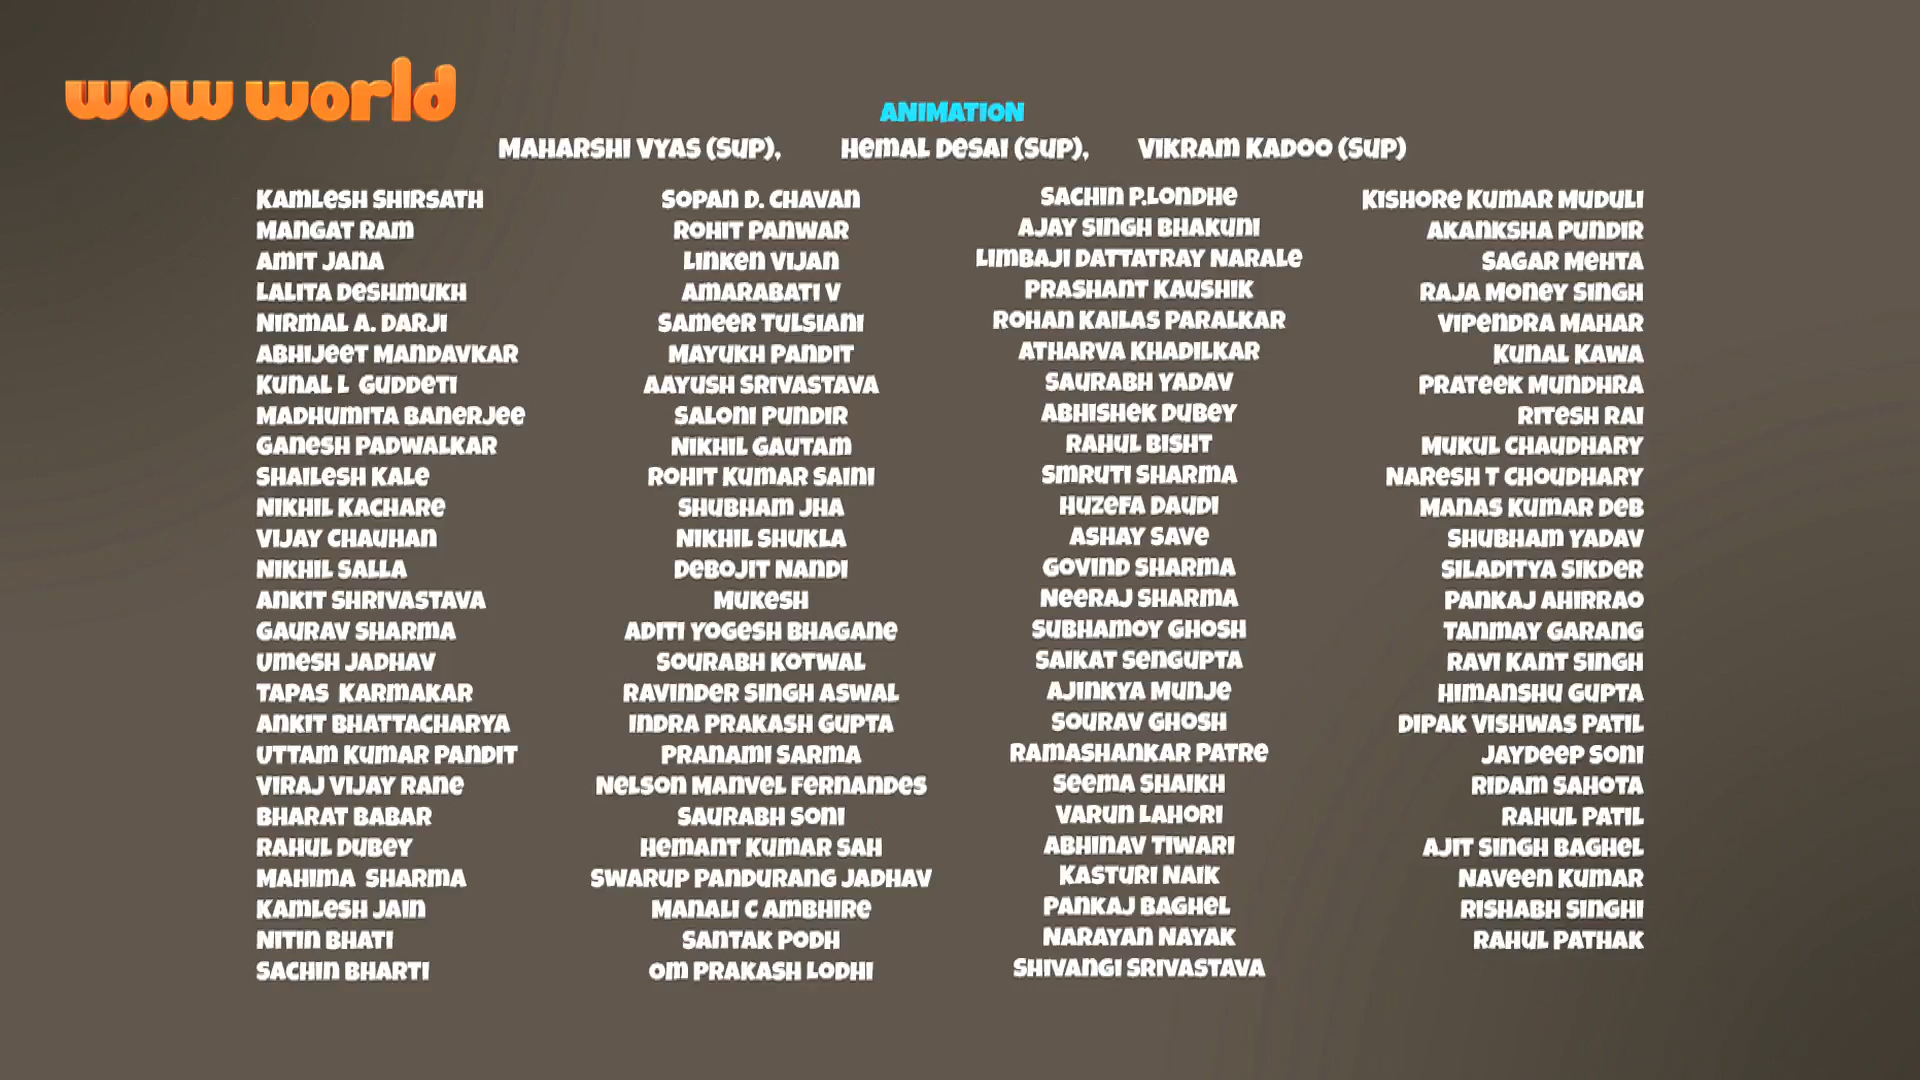 wow world
ANIMATION
MAHARSHI VYAS (SUP), HEMAL DESAI (SUP), VIKRAM KADOO (SUP)
KAMLESH SHIRSATH
MANGAT RAM
AMIT JANA
LALITA DESHMUKH
NIRMAL A. DARJI
ABHIJEET MANDAVKAR
KUNAL L GUDDETI
MADHUMITA BANERJEE
GANESH PADWALKAR
SHAILESH KALE
NIKHIL KACHARE
VIJAY CHAUHAN
NIKHIL SALLA
ANKIT SHRIVASTAVA
GAURAV SHARMA
UMESH JADHAV
TAPAS KARMAKAR
ANKIT BHATTACHARYA
UTTAM KUMAR PANDIT
VIRAJ VIJAY RANE
BHARAT BABAR
RAHUL DUBEY
MAHIMA SHARMA
KAMLESH JAIN
NITIN BHATI
SACHIN BHARTI
SOPAN D. CHAVAN
ROHIT PANWAR
LINKEN VIJAN
AMARABATI V
SAMEER TULSIANI
MAYUKH PANDIT
AAYUSH SRIVASTAVA
SALONI PUNDIR
NIKHIL GAUTAM
ROHIT KUMAR SAINI
SHUBHAM JHA
NIKHIL SHUKLA
DEBOJIT NANDI
MUKESH
ADITI YOGESH BHAGANE
SOURABH KOTWAL
RAVINDER SINGH ASWAL
INDRA PRAKASH GUPTA
PRANAMI SARMA
NELSON MANVEL FERNANDES
SAURABH SONI
HEMANT KUMAR SAH
SWARUP PANDURANG JADHAV
MANALI C AMBHIRE
SANTAK PODH
OM PRAKASH LODHI
SACHIN P.LONDHE
AJAY SINGH BHAKUNI
LIMBAJI DATTATRAY NARALE
PRASHANT KAUSHIK
ROHAN KAILAS PARALKAR
ATHARVA KHADILKAR
SAURABH YADAV
ABHISHEK DUBEY
RAHUL BISHT
SMRUTI SHARMA
HUZEFA DAUDI
ASHAY SAVE
GOVIND SHARMA
NEERAJ SHARMA
SUBHAMOY GHOSH
SAIKAT SENGUPTA
AJINKYA MUNJE
SOURAV GHOSH
RAMASHANKAR PATRE
SEEMA SHAIKH
VARUN LAHORI
ABHINAV TIWARI
KASTURI NAIK
PANKAJ BAGHEL
NARAYAN NAYAK
SHIVANGI SRIVASTAVA
KISHORE KUMAR MUDULI
AKANKSHA PUNDIR
SAGAR MEHTA
RAJA MONEY SINGH
VIPENDRA MAHAR
KUNAL KAWA
PRATEEK MUNDHRA
RITESH RAI
MUKUL CHAUDHARY
NARESH T CHOUDHARY
MANAS KUMAR DEB
SHUBHAM YADAV
SILADITYA SIKDER
PANKAJ AHIRRAO
TANMAY GARANG
RAVI KANT SINGH
HIMANSHU GUPTA
DIPAK VISHWAS PATIL
JAYDEEP SONI
RIDAM SAHOTA
RAHUL PATIL
AJIT SINGH BAGHEL
NAVEEN KUMAR
RISHABH SINGHI
RAHUL PATHAK